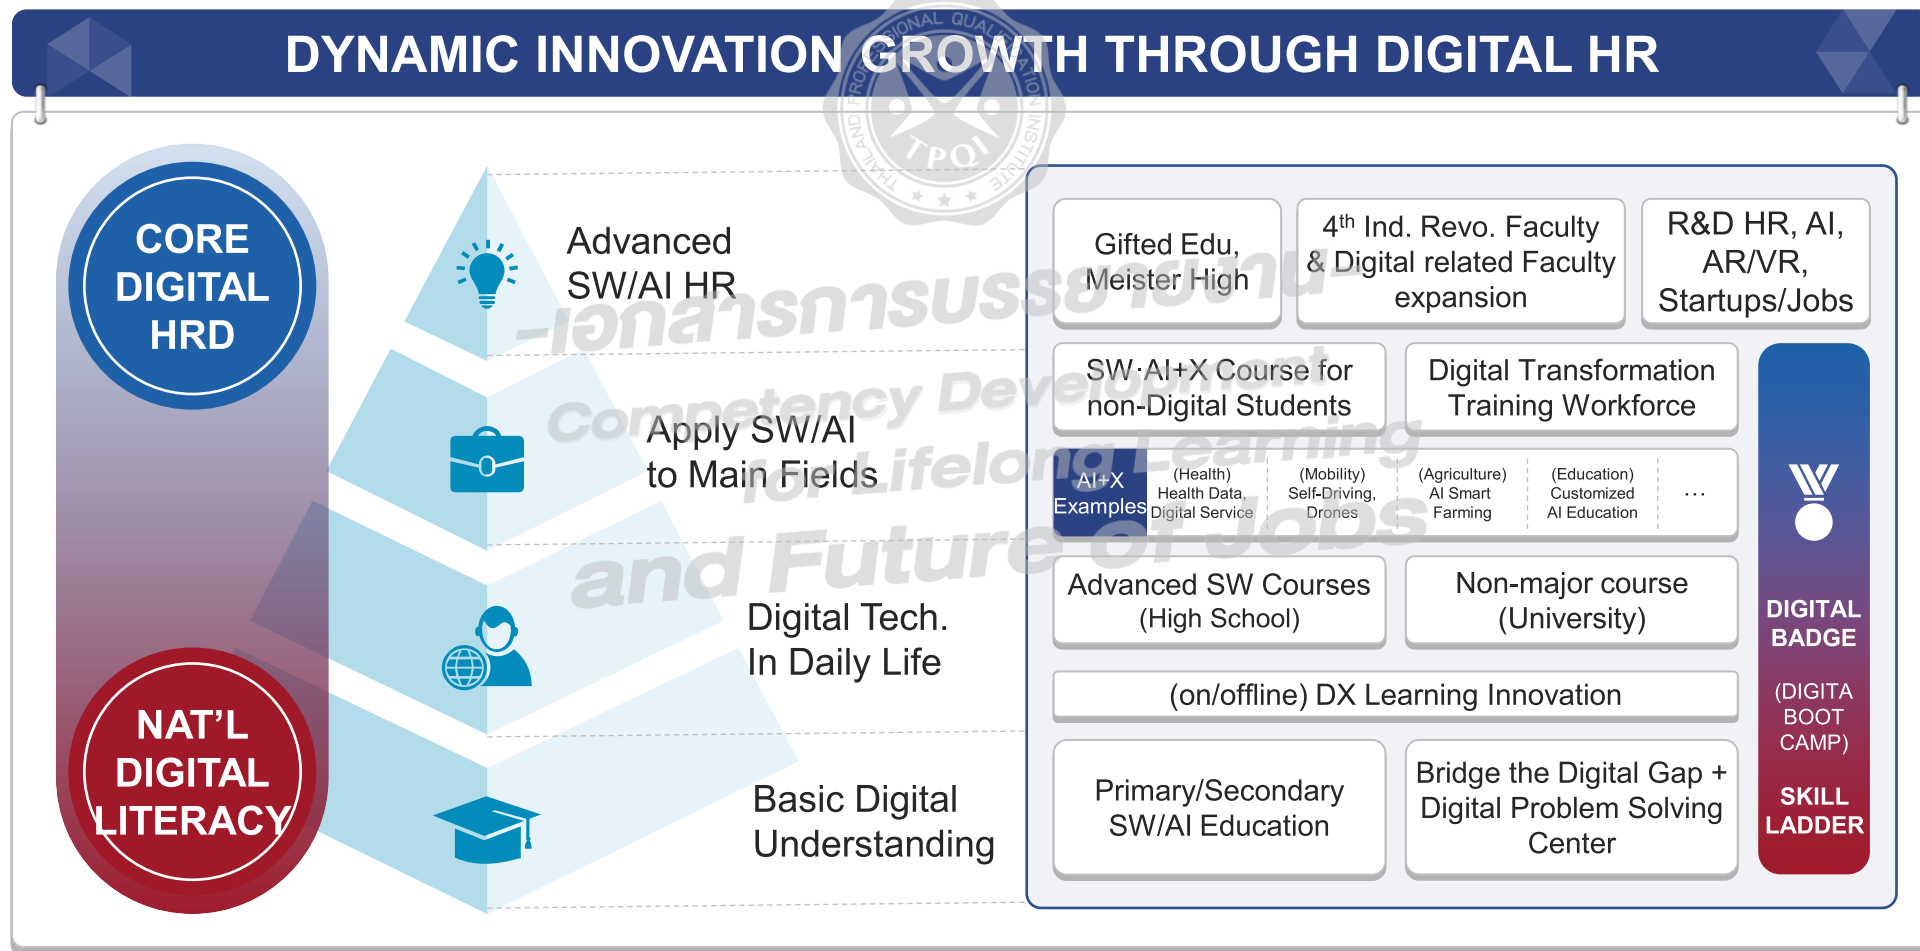 DYNAMIC INNOVATION GROWTH THROUGH DIGITAL HR
THAILAND PROFESSIONAL QUALIFICATION INSTITUTE
TPQI
CORE
DIGITAL
HRD
NAT'L
DIGITAL
LITERACY
Advanced
SW/AI HR
Apply SW/AI
to Main Fields
Digital Tech.
In Daily Life
Basic Digital
Understanding
-เอกสารการบรรยายงาน-
Competency Development
for Lifelong Learning
and Future of Jobs
Gifted Edu,
Meister High
4th Ind. Revo. Faculty
& Digital related Faculty
expansion
R&D HR, AI,
AR/VR,
Startups/Jobs
SW·AI+X Course for
non-Digital Students
Digital Transformation
Training Workforce
AI+X
Examples
(Health)
Health Data,
Digital Service
(Mobility)
Self-Driving,
Drones
(Agriculture)
AI Smart
Farming
(Education)
Customized
AI Education
...
Advanced SW Courses
(High School)
Non-major course
(University)
(on/offline) DX Learning Innovation
Primary/Secondary
SW/AI Education
Bridge the Digital Gap +
Digital Problem Solving
Center
DIGITAL
BADGE
(DIGITA
BOOT
CAMP)
SKILL
LADDER